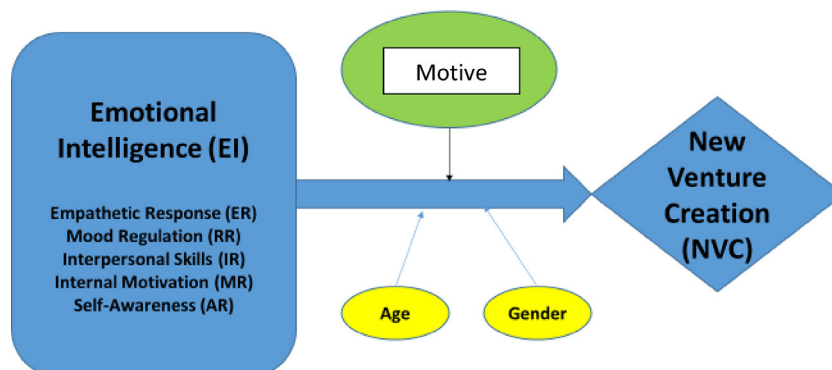 Emotional
Intelligence (EI)
Empathetic Response (ER)
Mood Regulation (RR)
Interpersonal Skills (IR)
Internal Motivation (MR)
Self-Awareness (AR)
Motive
Age
Gender
New
Venture
Creation
(NVC)